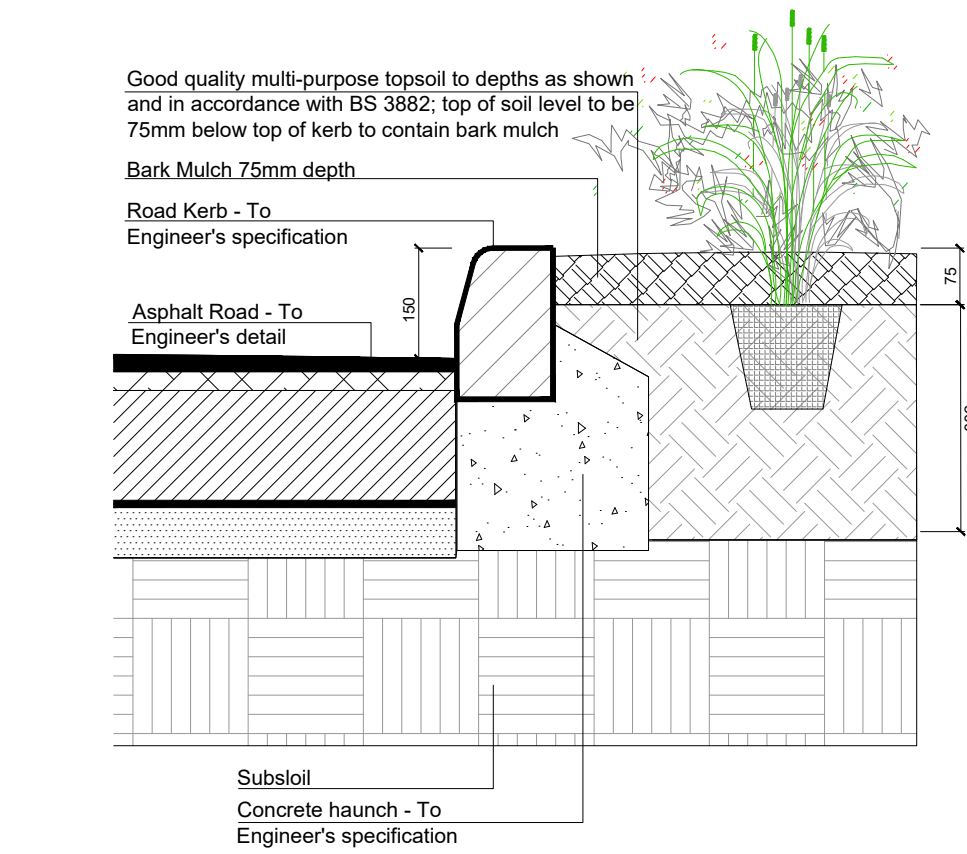 Good quality multi-purpose topsoil to depths as shown
and in accordance with BS 3882; top of soil level to be
75mm below top of kerb to contain bark mulch
Bark Mulch 75mm depth
Road Kerb - To
Engineer's specification
150
75
Asphalt Road - To
Engineer's detail
Subsloil
Concrete haunch - To
Engineer's specification